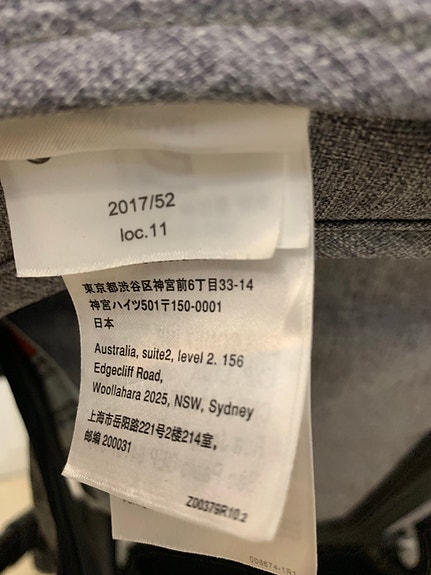 2017/52
loc.11
東京都渋谷区神宮前6丁目33-14
神宮ハイツ501〒150-0001
日本
Australia, suite2, level 2. 156
Edgecliff Road,
Woollahara 2025, NSW, Sydney
上海市岳阳路221号2楼214室，
邮编 200031
Z00379R10.2